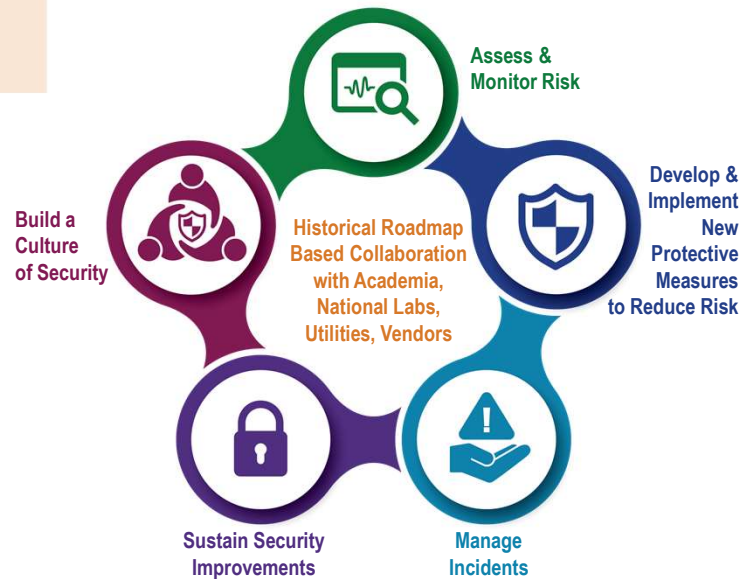 Assess &
Monitor Risk
Develop &
Implement
New
Protective
Measures
to Reduce Risk
Build a
Culture
of Security
Historical Roadmap
Based Collaboration
with Academia,
National Labs,
Utilities, Vendors
Sustain Security
Improvements
Manage
Incidents